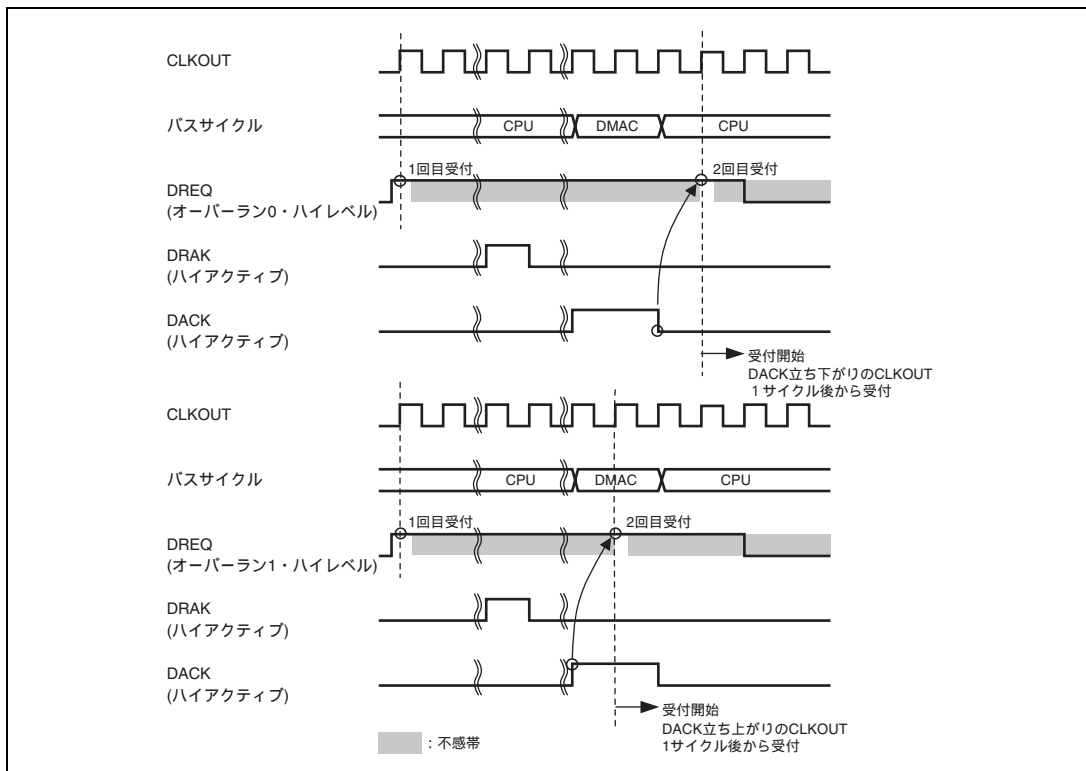 CLKOUT
バスサイクル
CPU
DMAC
CPU
1回目受付
2回目受付
DREQ
(オーバーラン0・ハイレベル)
DRAK
(ハイアクティブ)
DACK
(ハイアクティブ)
受付開始
DACK立ち下がりのCLKOUT
1サイクル後から受付
CLKOUT
バスサイクル
CPU
DMAC
CPU
1回目受付
2回目受付
DREQ
(オーバーラン1・ハイレベル)
DRAK
(ハイアクティブ)
DACK
(ハイアクティブ)
受付開始
DACK立ち上がりのCLKOUT
1サイクル後から受付
:不感帯